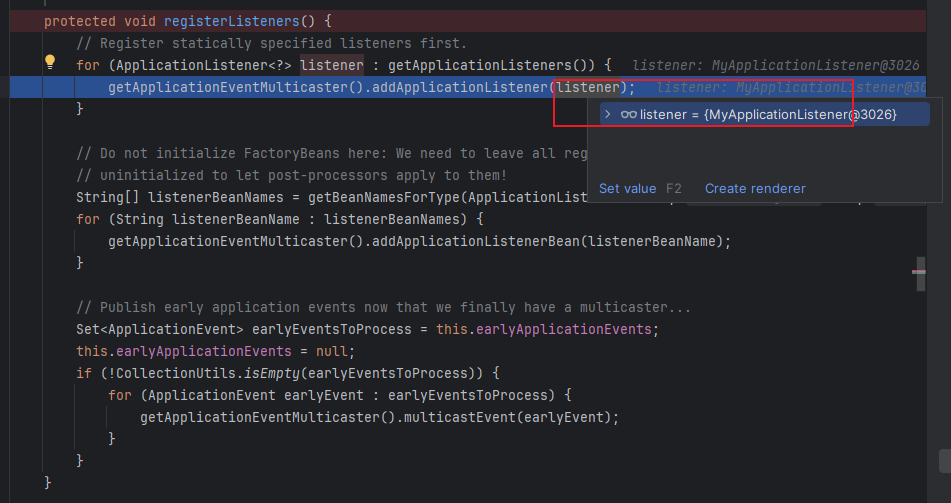 protected void registerListeners() {
// Register statically specified listeners first.
for (ApplicationListener<?> listener : getApplicationListeners()) {  listener: MyApplicationListener@3026
getApplicationEventMulticaster().addApplicationListener(listener);  listener: MyApplicationListener@30
}
listener = {MyApplicationListener@3026}
Set value F2 Create renderer
// Do not initialize FactoryBeans here: We need to leave all reg
// uninitialized to let post-processors apply to them!
String[] listenerBeanNames = getBeanNamesForType(ApplicationList
for (String listenerBeanName : listenerBeanNames) {
getApplicationEventMulticaster().addApplicationListenerBean(listenerBeanName);
}
// Publish early application events now that we finally have a multicaster...
Set<ApplicationEvent> earlyEventsToProcess = this.earlyApplicationEvents;
this.earlyApplicationEvents = null;
if (!CollectionUtils.isEmpty(earlyEventsToProcess)) {
for (ApplicationEvent earlyEvent : earlyEventsToProcess) {
getApplicationEventMulticaster().multicastEvent(earlyEvent);
}
}
}